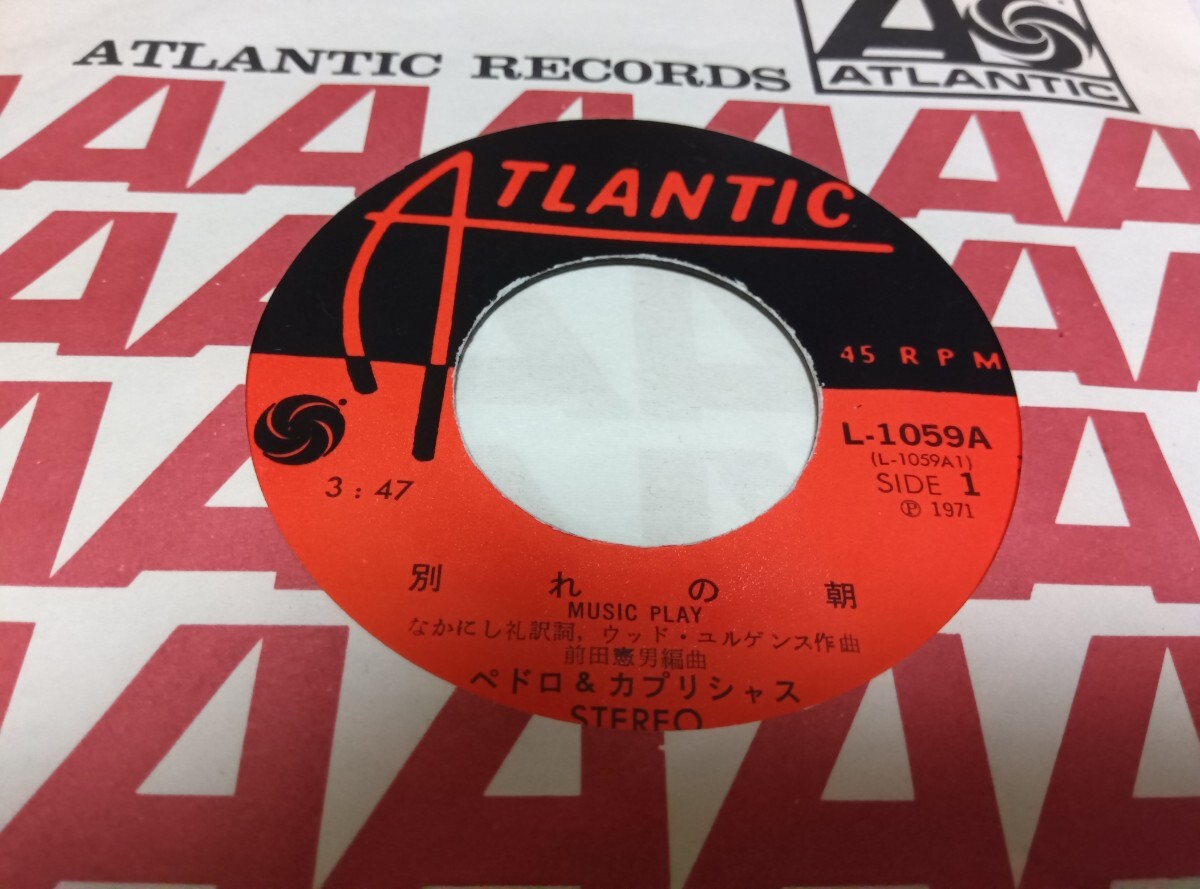 ATLANTIC RECORDS
ATLANTIC
ATLANTIC
45 RPM
L-1059A
(L-1059A1)
SIDE 1
Ⓟ 1971
3:47
別れの朝
MUSIC PLAY
なかにし礼訳詞, ウッド・ユルゲンス作曲
前田憲男編曲
ペドロ&カプリシャス
STEREO